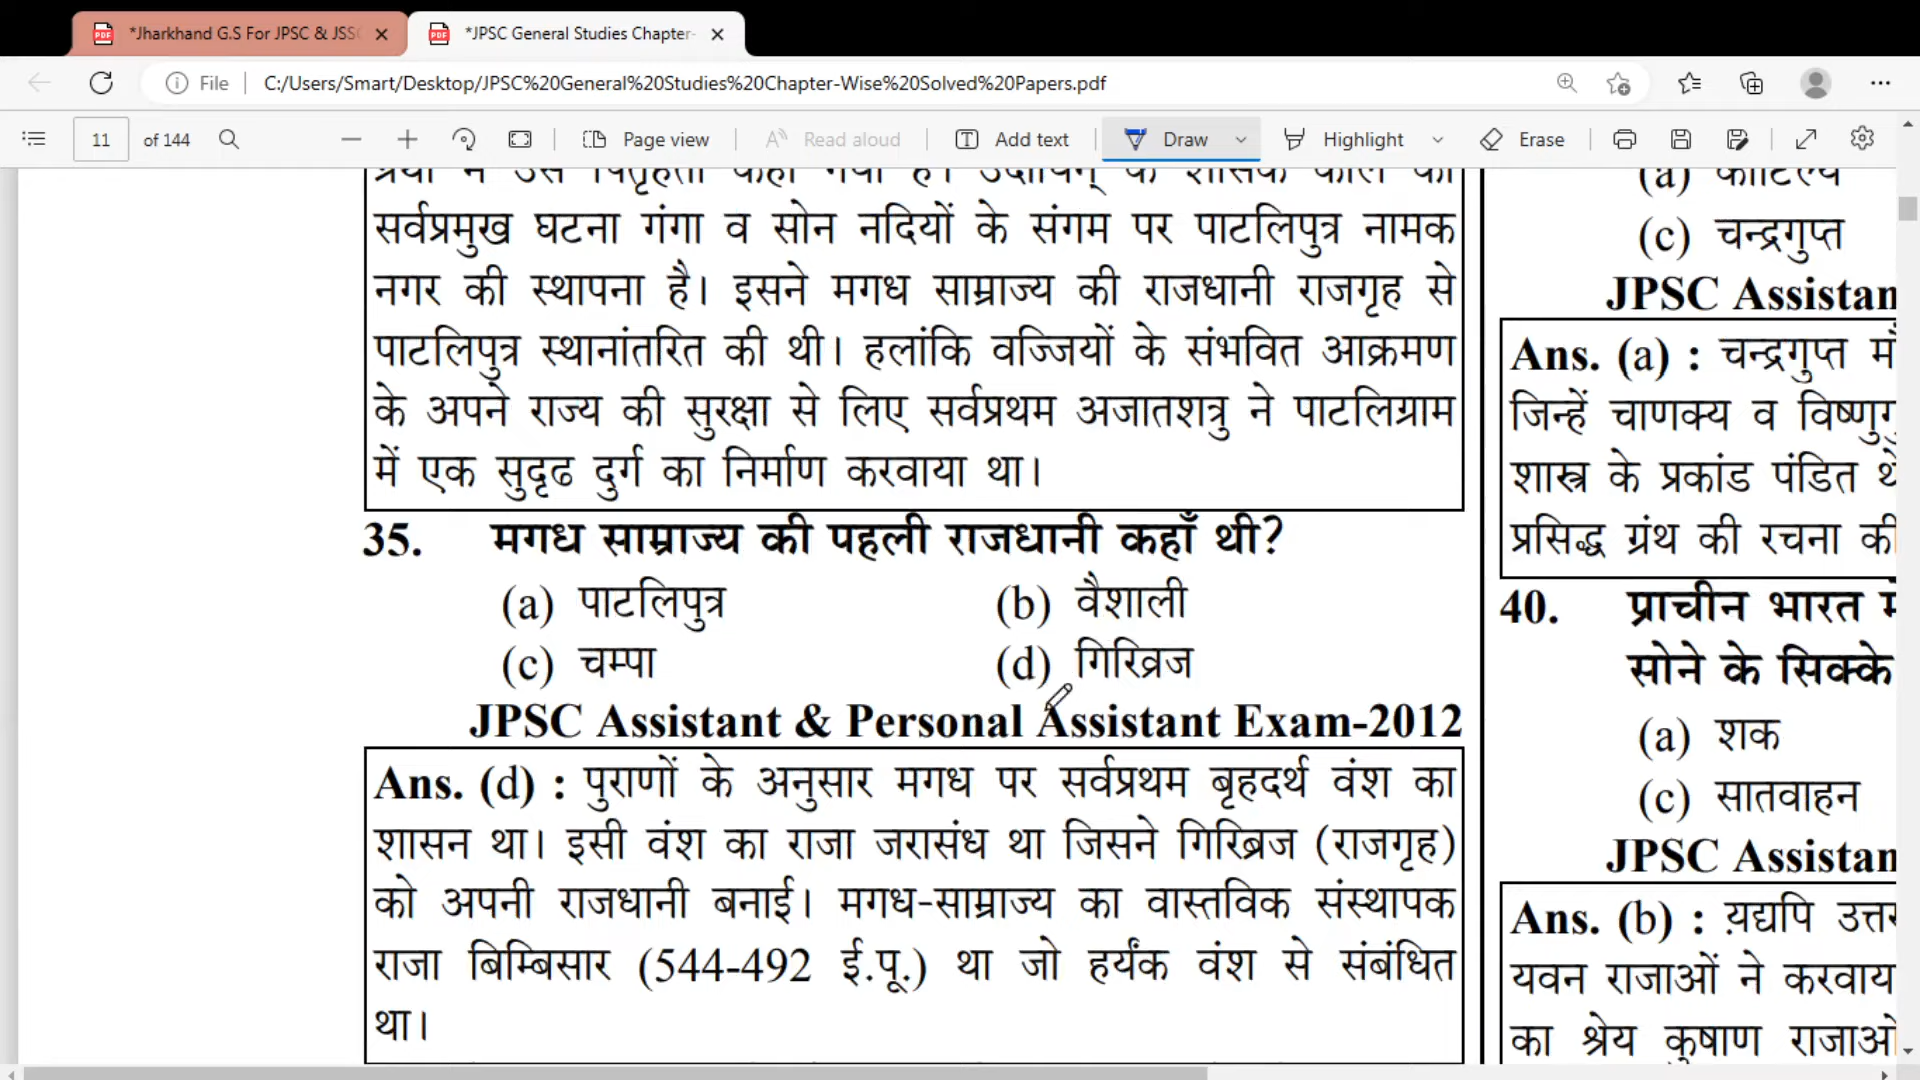 *Jharkhand G.S For JPSC & JSSC
*JPSC General Studies Chapter-
File C:/Users/Smart/Desktop/JPSC%20General%20Studies%20Chapter-Wise%20Solved%20Papers.pdf
11 of 144 Page view Read aloud Add text Draw Highlight Erase
सर्वप्रमुख घटना गंगा व सोन नदियों के संगम पर पाटलिपुत्र नामक
नगर की स्थापना है। इसने मगध साम्राज्य की राजधानी राजगृह से
पाटलिपुत्र स्थानांतरित की थी। हलांकि वज्जियों के संभवित आक्रमण
के अपने राज्य की सुरक्षा से लिए सर्वप्रथम अजातशत्रु ने पाटलिग्राम
में एक सुदृढ दुर्ग का निर्माण करवाया था।
35. मगध साम्राज्य की पहली राजधानी कहाँ थी?
(a) पाटलिपुत्र (b) वैशाली
(c) चम्पा (d) गिरिव्रज
JPSC Assistant & Personal Assistant Exam-2012
Ans. (d) : पुराणों के अनुसार मगध पर सर्वप्रथम बृहदर्थ वंश का
शासन था। इसी वंश का राजा जरासंध था जिसने गिरिब्रज (राजगृह)
को अपनी राजधानी बनाई। मगध-साम्राज्य का वास्तविक संस्थापक
राजा बिम्बिसार (544-492 ई.पू.) था जो हर्यंक वंश से संबंधित
था।
(a) कौटिल्य
(c) चन्द्रगुप्त
JPSC Assistan
Ans. (a) : चन्द्रगुप्त
जिन्हें चाणक्य व
शास्त्र के प्रकांड पंडित
प्रसिद्ध ग्रंथ की रचना की
40. प्राचीन भारत
सोने के सिक्के
(a) शक
(c) सातवाहन
JPSC Assistan
Ans. (b) : य़द्यपि
यवन राजाओं ने
का श्रेय कुषाण